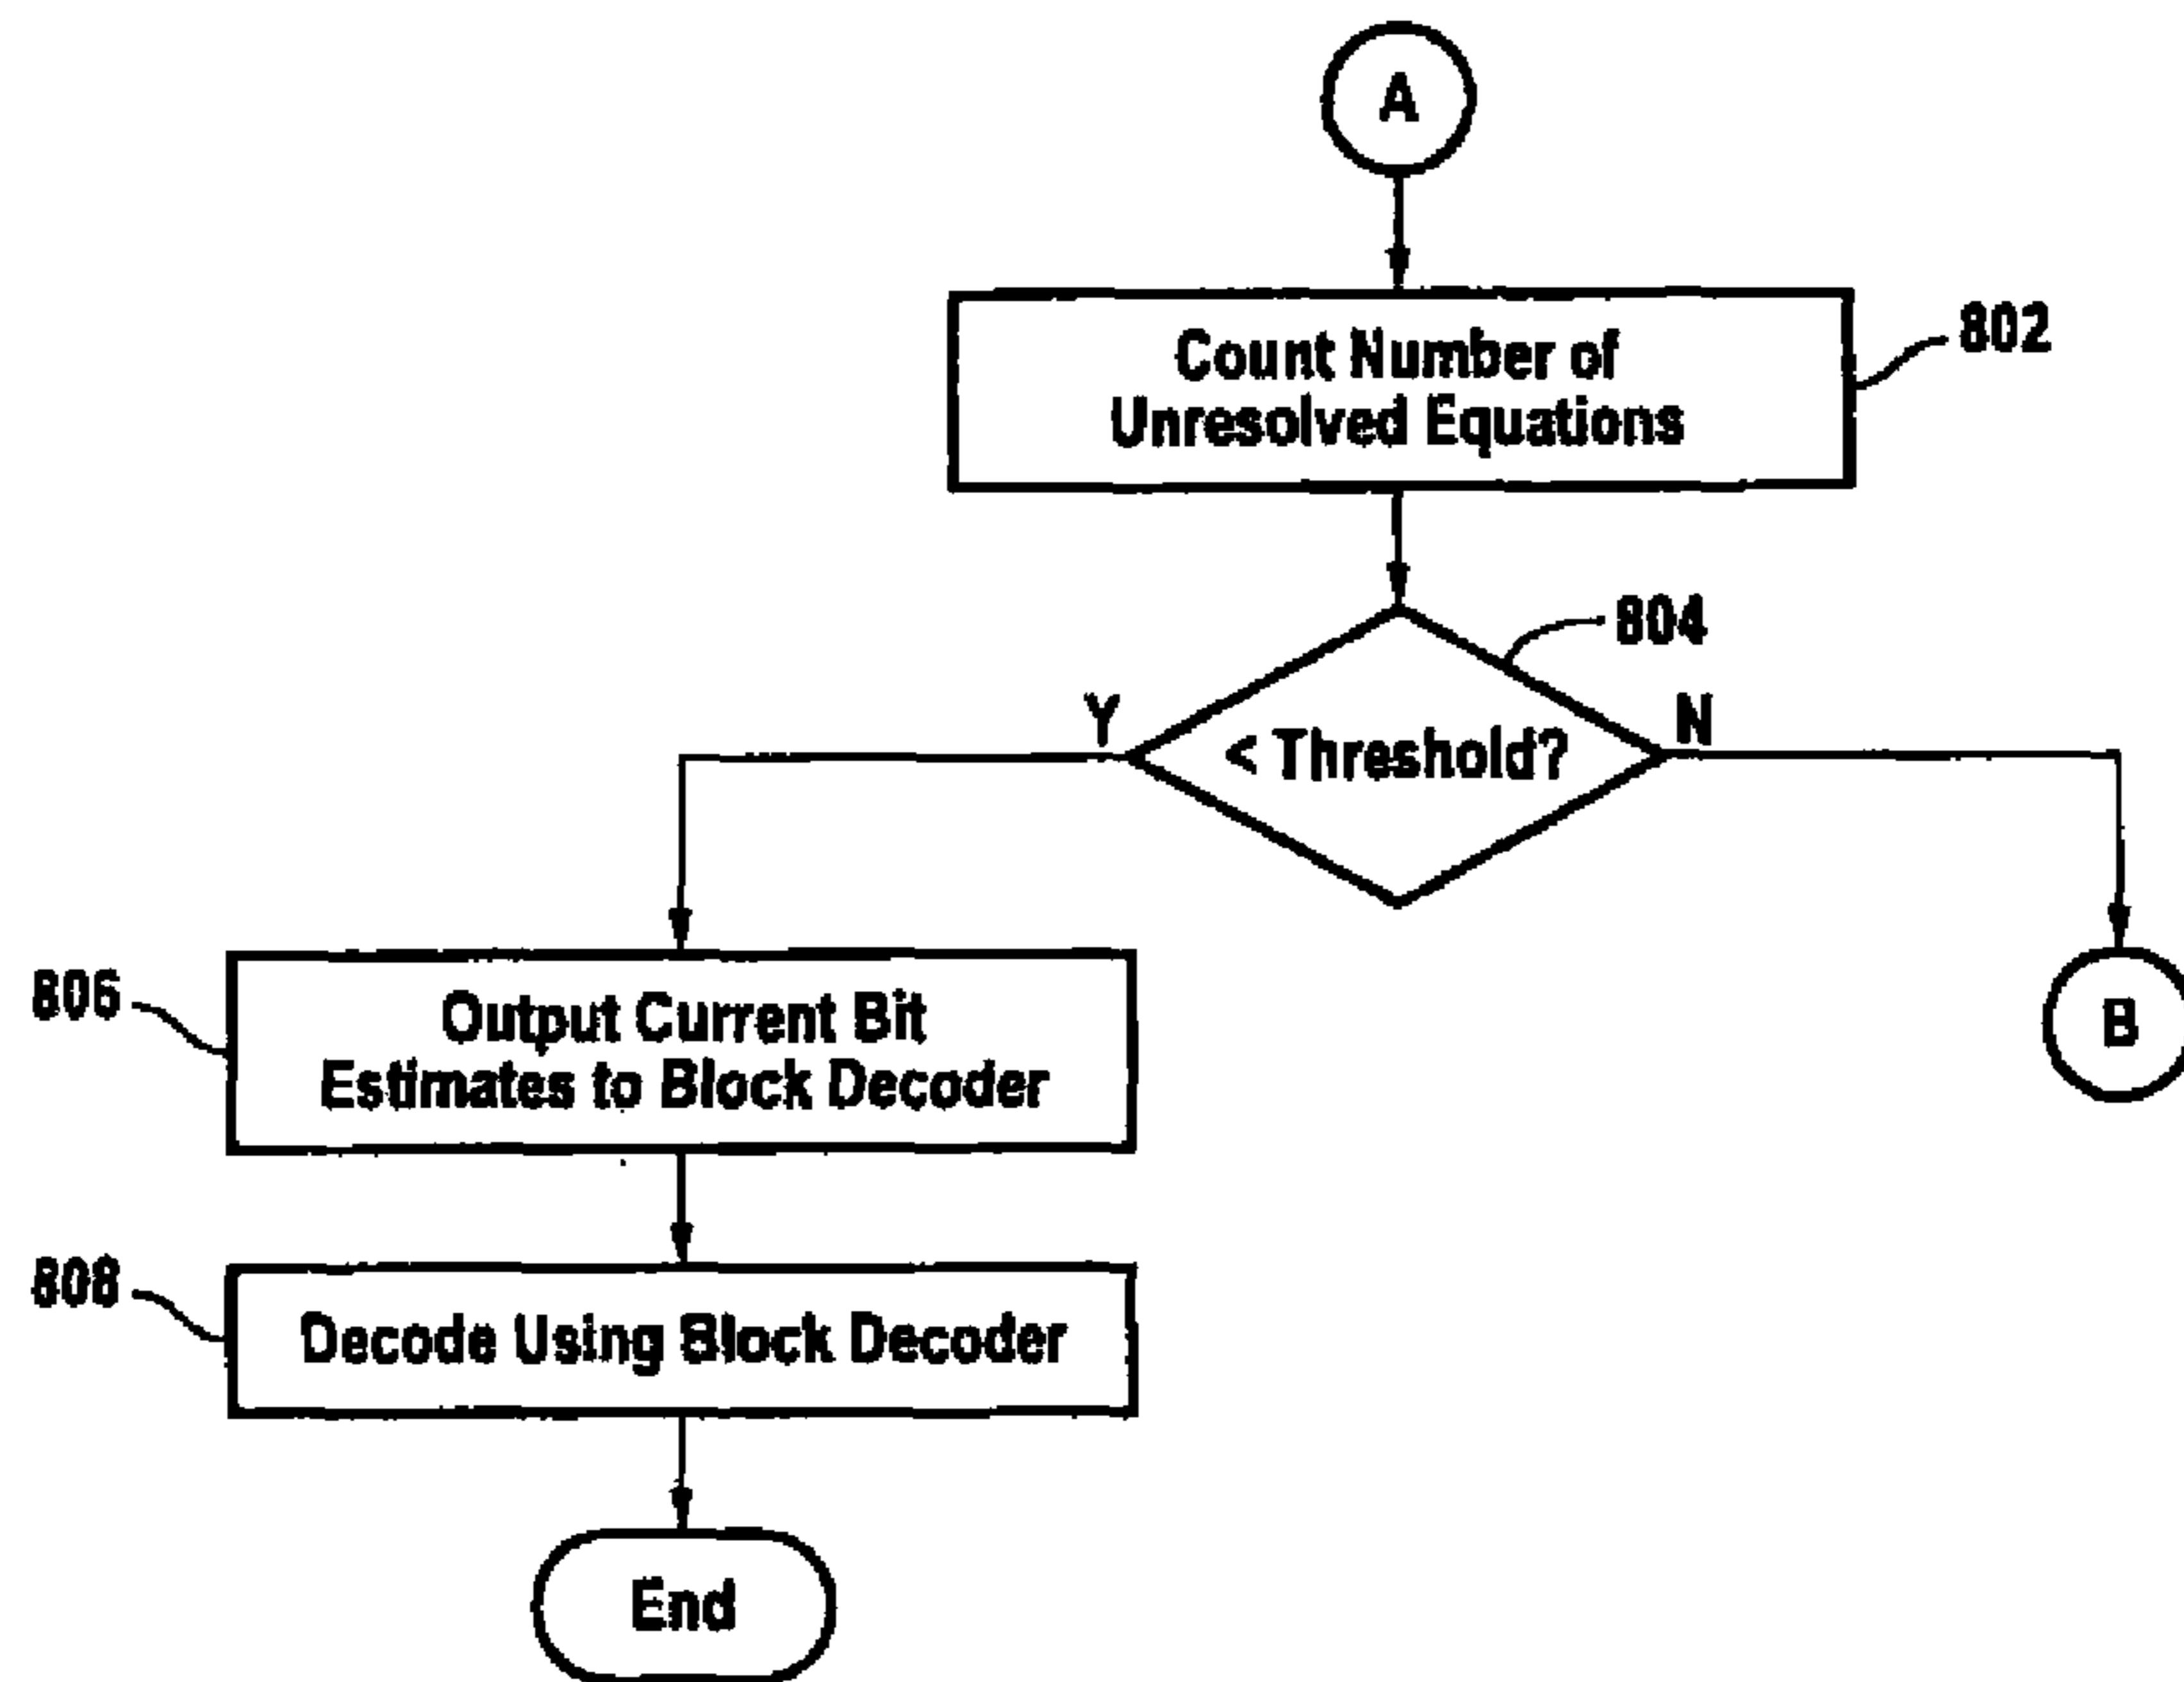 A
Count Number of
Unresolved Equations
802
804
Y
< Threshold?
N
806
Output Current Bit
Estimates to Block Decoder
B
808
Decode Using Block Decoder
End